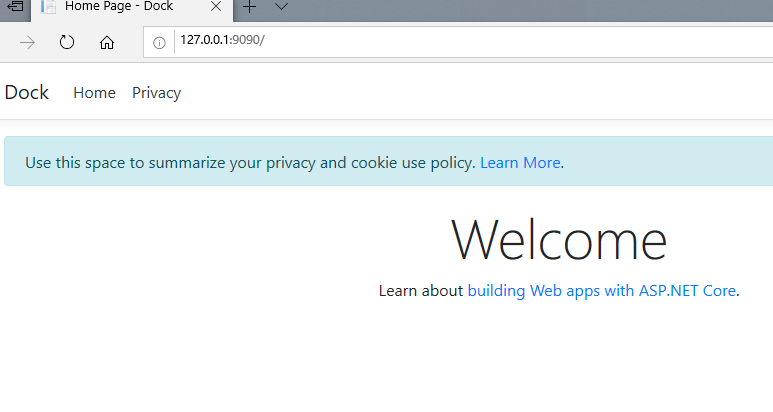 Home Page - Dock
127.0.0.1:9090/
Dock Home Privacy
Use this space to summarize your privacy and cookie use policy. Learn More.
Welcome
Learn about building Web apps with ASP.NET Core.